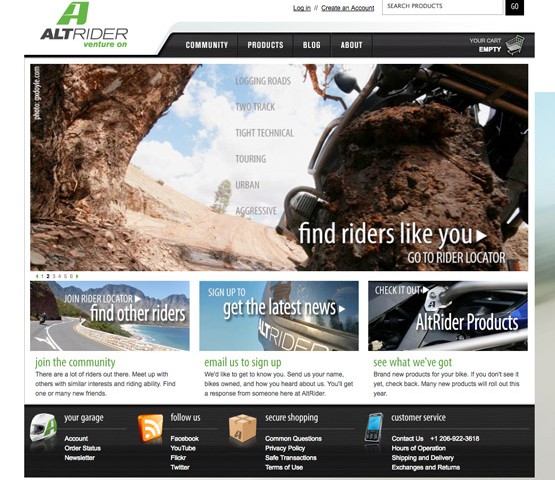 Log in // Create an Account
SEARCH PRODUCTS
GO
ALTRIDER
venture on
COMMUNITY
PRODUCTS
BLOG
ABOUT
YOUR CART
EMPTY
LOGGING ROADS
TWO TRACK
TIGHT TECHNICAL
TOURING
URBAN
AGGRESSIVE
find riders like you
GO TO RIDER LOCATOR
1 2 3 4 5 6
JOIN RIDER LOCATOR
find other riders
SIGN UP TO
get the latest news
ALTRIDER
CHECK IT OUT
AltRider Products
join the community
There are a lot of riders out there. Meet up with
others with similar interests and riding ability. Find
one or many new friends.
email us to sign up
We'd like to get to know you. Send us your name,
bikes owned, and how you heard about us. You'll get
a response from someone here at AltRider.
see what we've got
Brand new products for your bike. If you don't see it
yet, check back. Many new products will roll out this
year.
your garage
Account
Order Status
Newsletter
follow us
Facebook
YouTube
Flickr
Twitter
secure shopping
Common Questions
Privacy Policy
Safe Transactions
Terms of Use
customer service
Contact Us +1 206-922-3618
Hours of Operation
Shipping and Delivery
Exchanges and Returns